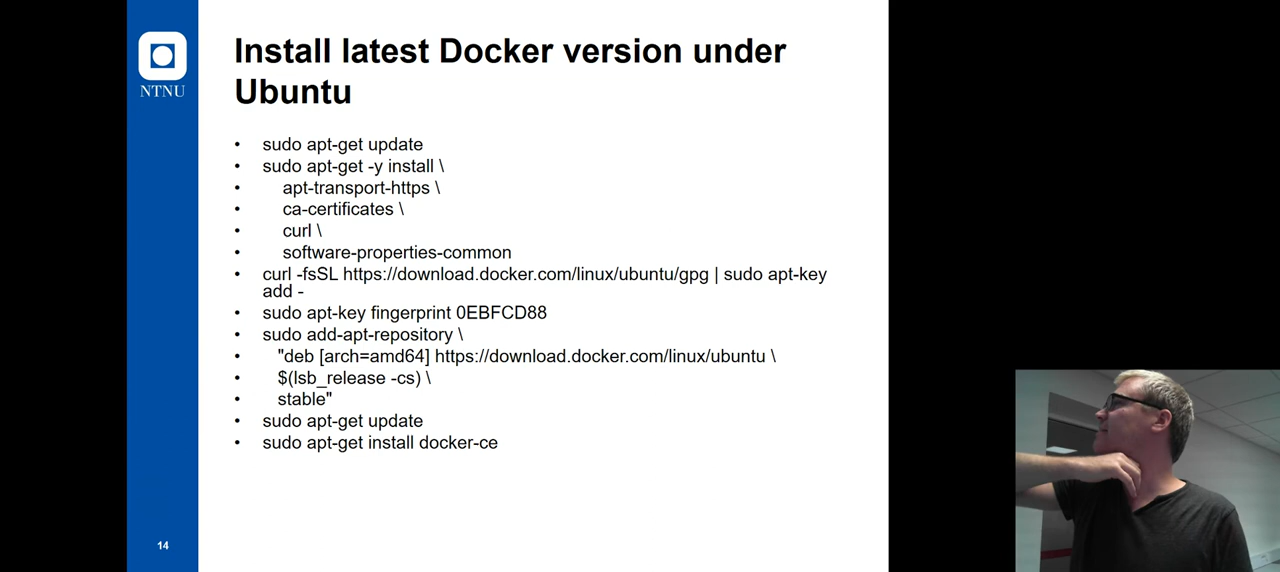 NTNU
Install latest Docker version under
Ubuntu
• sudo apt-get update
• sudo apt-get -y install \
• apt-transport-https \
• ca-certificates \
• curl \
• software-properties-common
• curl -fsSL https://download.docker.com/linux/ubuntu/gpg | sudo apt-key
add -
• sudo apt-key fingerprint 0EBFCD88
• sudo add-apt-repository \
• "deb [arch=amd64] https://download.docker.com/linux/ubuntu \
• $(lsb_release -cs) \
• stable"
• sudo apt-get update
• sudo apt-get install docker-ce
14